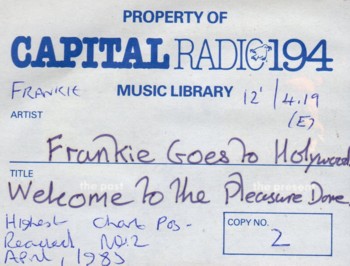 PROPERTY OF
CAPITAL RADIO 194
FRANKIE
MUSIC LIBRARY
12' / 4.19
(E)
ARTIST
Frankie Goes to Holywood
TITLE
Welcome to the Pleasure Dome
Highest Chart Pos -
Reached NO.2
April, 1985
COPY NO.
2